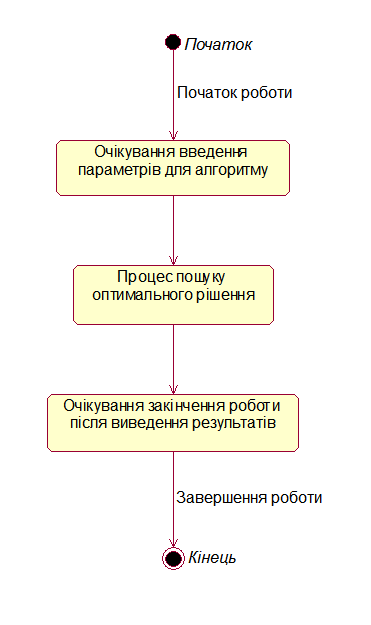 Початок
Початок роботи
Очікування введення
параметрів для алгоритму
Процес пошуку
оптимального рішення
Очікування закінчення роботи
після виведення результатів
Завершення роботи
Кінець